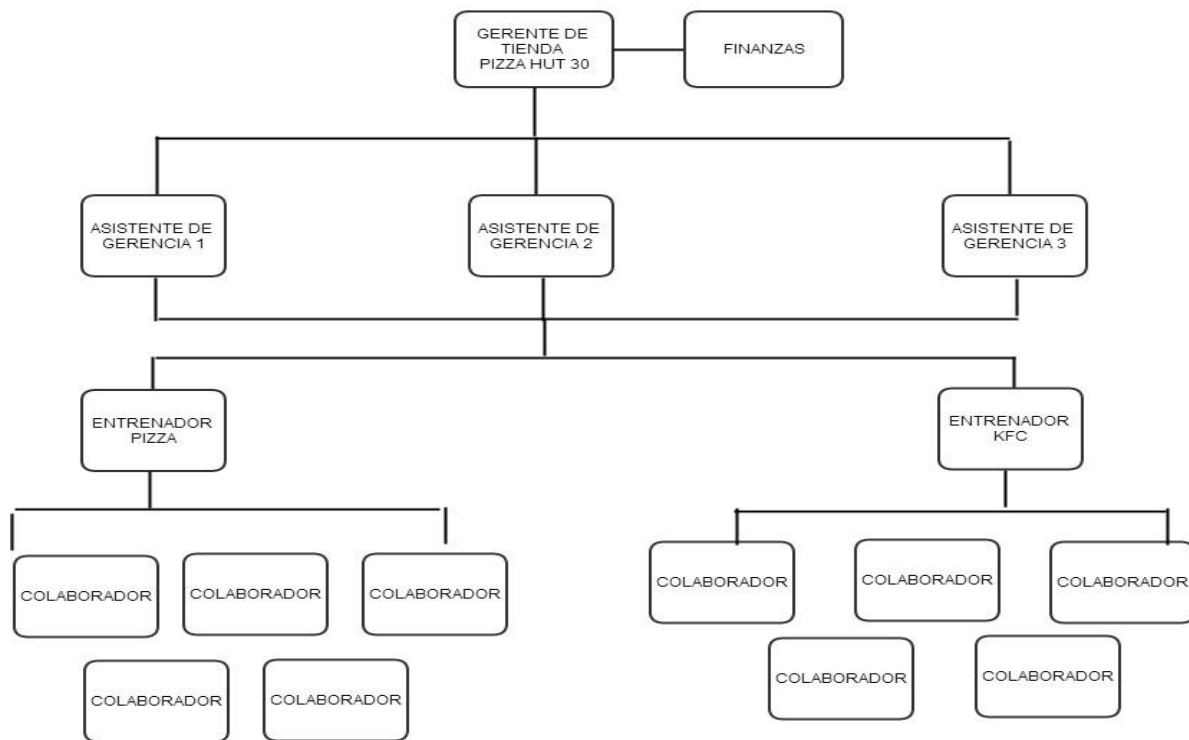 GERENTE DE
TIENDA
PIZZA HUT 30
FINANZAS
ASISTENTE DE
GERENCIA 1
ASISTENTE DE
GERENCIA 2
ASISTENTE DE
GERENCIA 3
ENTRENADOR
PIZZA
ENTRENADOR
KFC
COLABORADOR
COLABORADOR
COLABORADOR
COLABORADOR
COLABORADOR
COLABORADOR
COLABORADOR
COLABORADOR
COLABORADOR
COLABORADOR